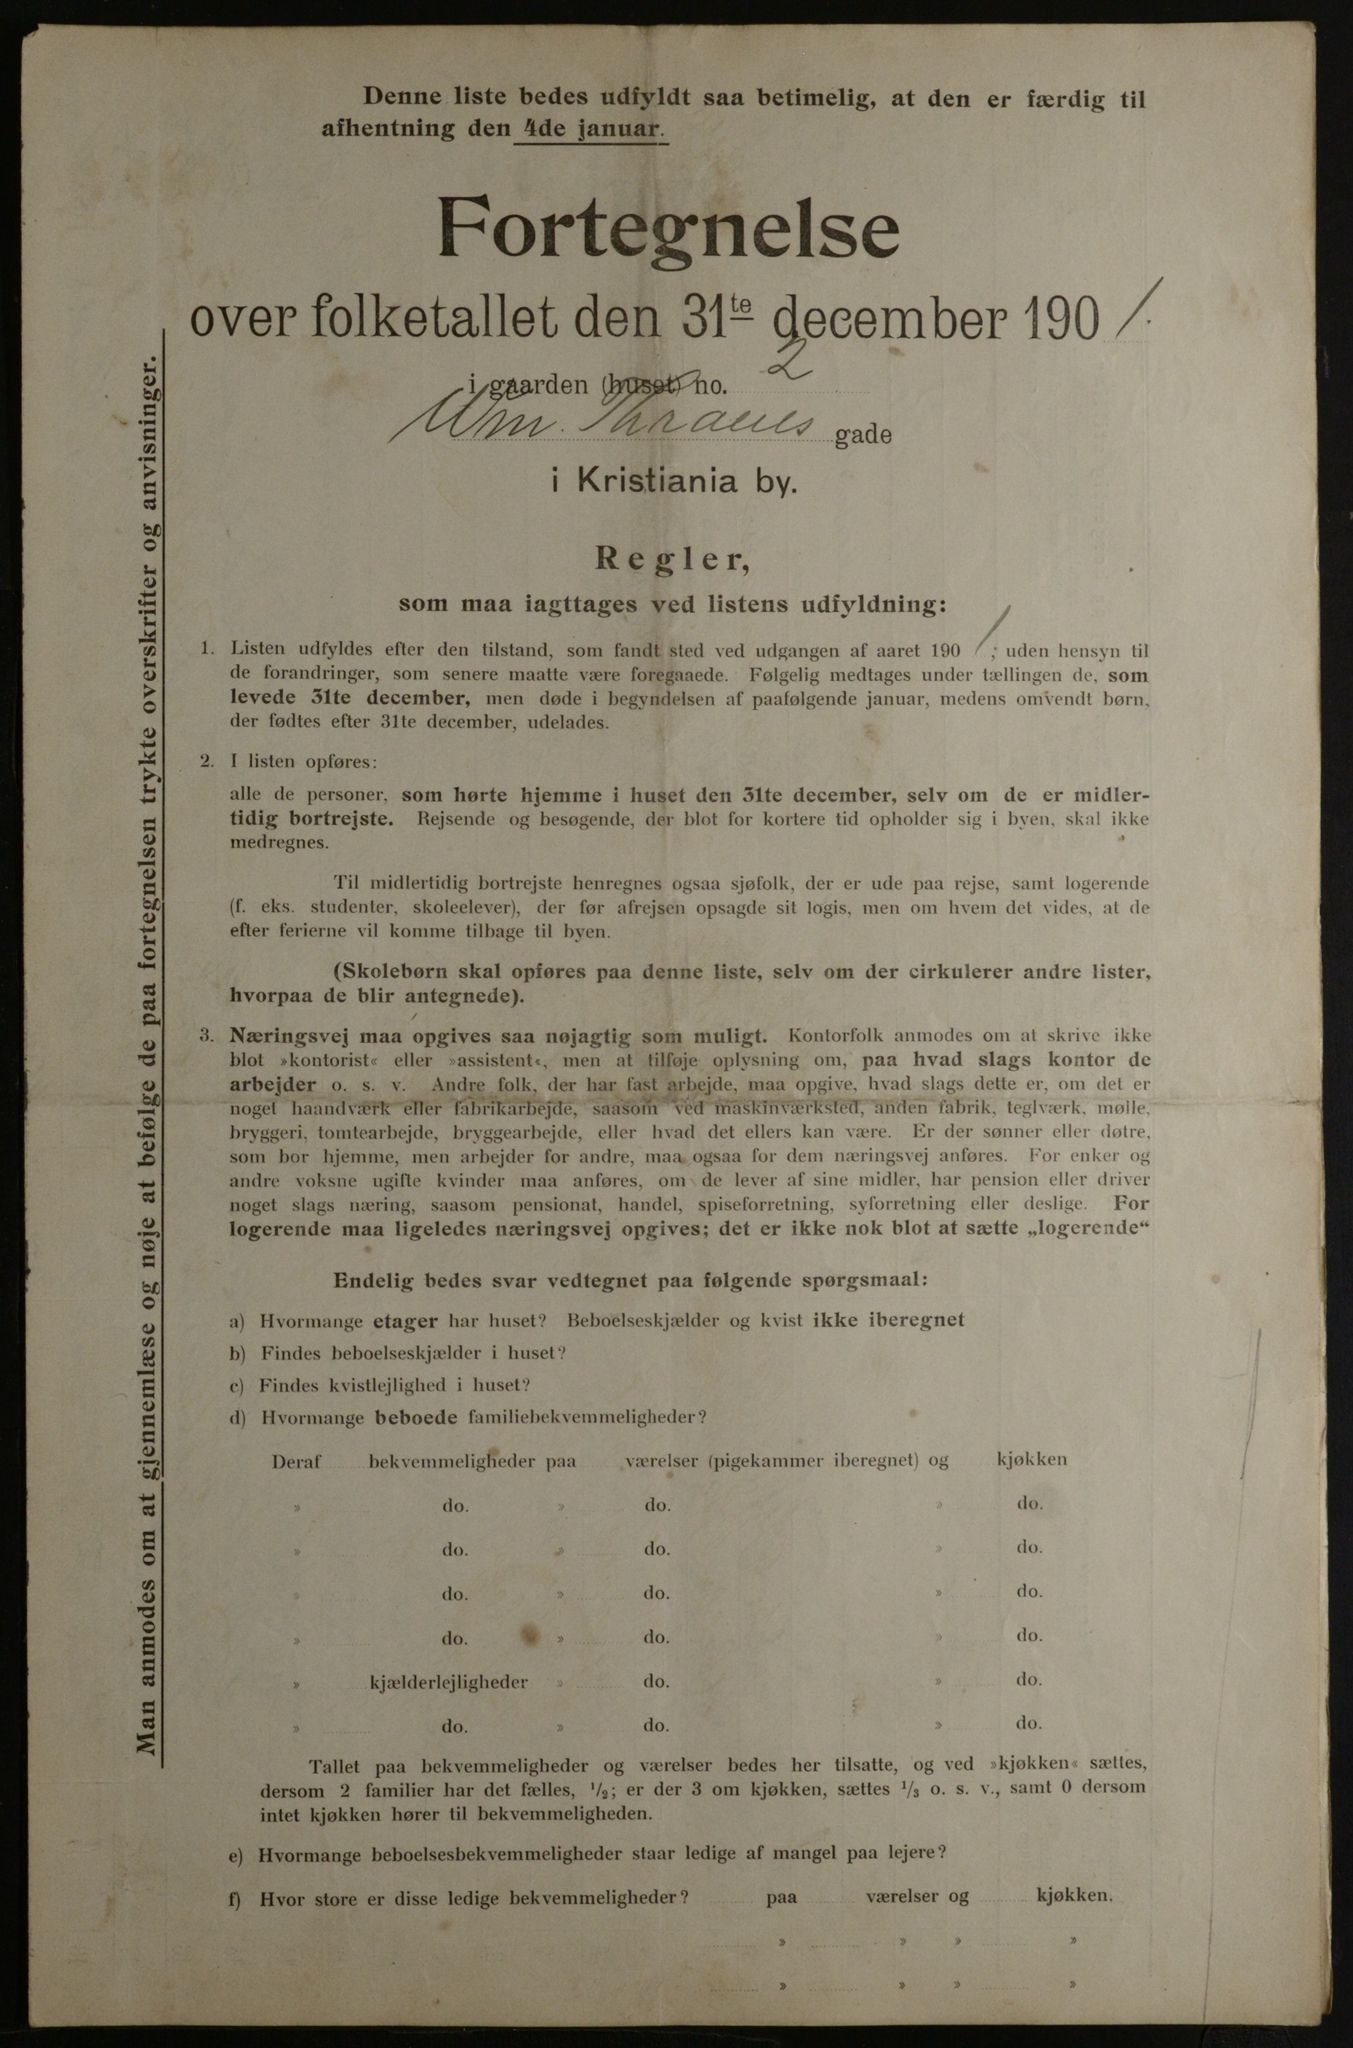 Denne liste bedes udfyldt saa betimelig, at den er færdig til
afhentning den 4de januar.
Fortegnelse
over folketallet den 31te december 190 1.
i gaarden (huset) no. 2
Wm. Thranes gade
i Kristiania by.
Regler,
som maa iagttages ved listens udfyldning:
1. Listen udfyldes efter den tilstand, som fandt sted ved udgangen af aaret 190 1, uden hensyn til
de forandringer, som senere maatte være foregaaede. Følgelig medtages under tællingen de, som
levede 31te december, men døde i begyndelsen af paafølgende januar, medens omvendt børn,
der fødtes efter 31te december, udelades.
2. I listen opføres:
alle de personer, som hørte hjemme i huset den 31te december, selv om de er midler-
tidig bortrejste. Rejsende og besøgende, der blot for kortere tid opholder sig i byen, skal ikke
medregnes.
Til midlertidig bortrejste henregnes ogsaa sjøfolk, der er ude paa rejse, samt logerende
(f. eks. studenter, skoleelever), der før afrejsen opsagde sit logis, men om hvem det vides, at de
efter ferierne vil komme tilbage til byen.
(Skolebørn skal opføres paa denne liste, selv om der cirkulerer andre lister,
hvorpaa de blir antegnede).
3. Næringsvej maa opgives saa nøjagtig som muligt. Kontorfolk anmodes om at skrive ikke
blot »kontorist« eller »assistent«, men at tilføje oplysning om, paa hvad slags kontor de
arbejder o. s. v. Andre folk, der har fast arbejde, maa opgive, hvad slags dette er, om det er
noget haandværk eller fabrikarbejde, saasom ved maskinværksted, anden fabrik, teglværk, mølle,
bryggeri, tomtearbejde, bryggearbejde, eller hvad det ellers kan være. Er der sønner eller døtre,
som bor hjemme, men arbejder for andre, maa ogsaa for dem næringsvej anføres. For enker og
andre voksne ugifte kvinder maa anføres, om de lever af sine midler, har pension eller driver
noget slags næring, saasom pensionat, handel, spiseforretning, syforretning eller deslige. For
logerende maa ligeledes næringsvej opgives; det er ikke nok blot at sætte „logerende“
Endelig bedes svar vedtegnet paa følgende spørgsmaal:
a) Hvormange etager har huset? Beboelseskjælder og kvist ikke iberegnet
b) Findes beboelseskjælder i huset?
c) Findes kvistlejlighed i huset?
d) Hvormange beboede familiebekvemmeligheder?
Deraf bekvemmeligheder paa værelser (pigekammer iberegnet) og kjøkken
» do. » do. » do.
» do. » do. » do.
» do. » do. » do.
» do. » do. » do.
» kjælderlejligheder » do. » do.
» do. » do. » do.
Tallet paa bekvemmeligheder og værelser bedes her tilsatte, og ved »kjøkken« sættes,
dersom 2 familier har det fælles, 1/2; er der 3 om kjøkken, sættes 1/3 o. s. v., samt 0 dersom
intet kjøkken hører til bekvemmeligheden.
e) Hvormange beboelsesbekvemmeligheder staar ledige af mangel paa lejere?
f) Hvor store er disse ledige bekvemmeligheder? paa værelser og kjøkken.
» » » »
» » » »
Man anmodes om at gjennemlæse og nøje at befølge de paa fortegnelsen trykte overskrifter og anvisninger.